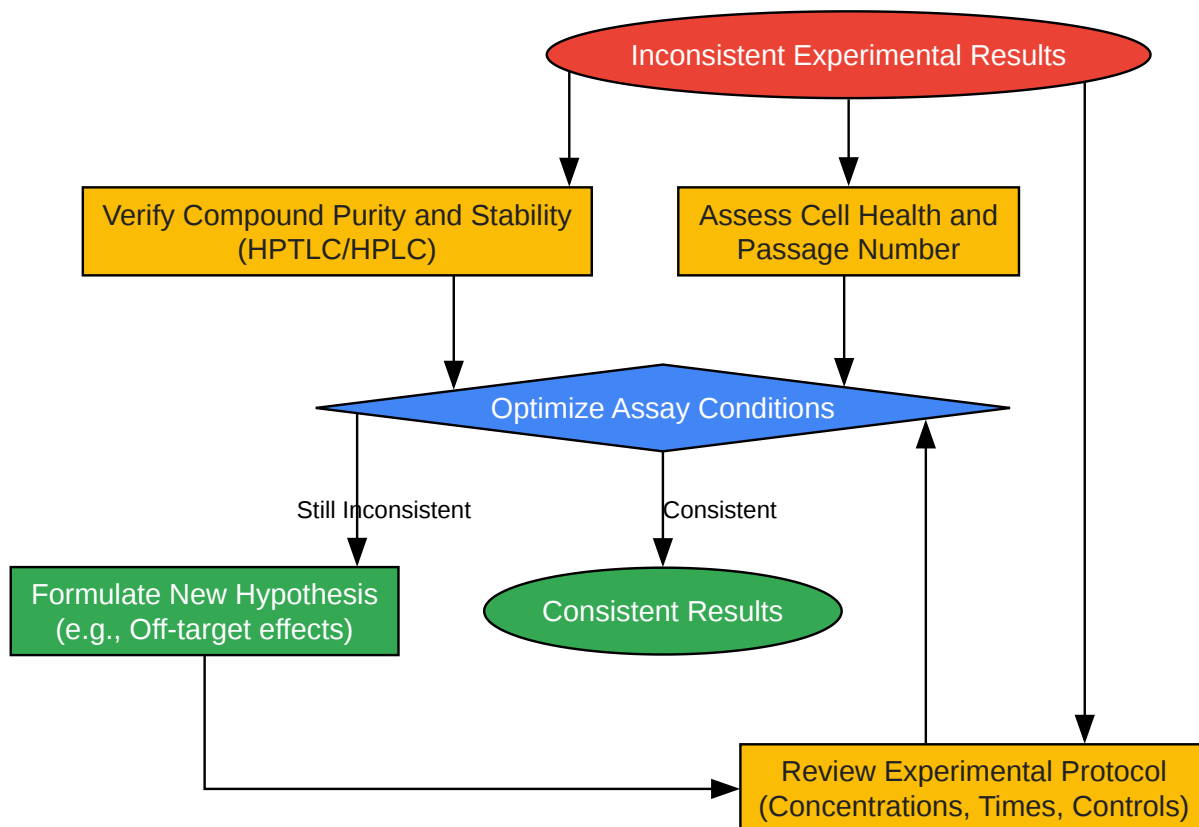 Inconsistent Experimental Results
Verify Compound Purity and Stability
(HPTLC/HPLC)
Assess Cell Health and
Passage Number
Optimize Assay Conditions
Still Inconsistent
Consistent
Formulate New Hypothesis
(e.g., Off-target effects)
Consistent Results
Review Experimental Protocol
(Concentrations, Times, Controls)